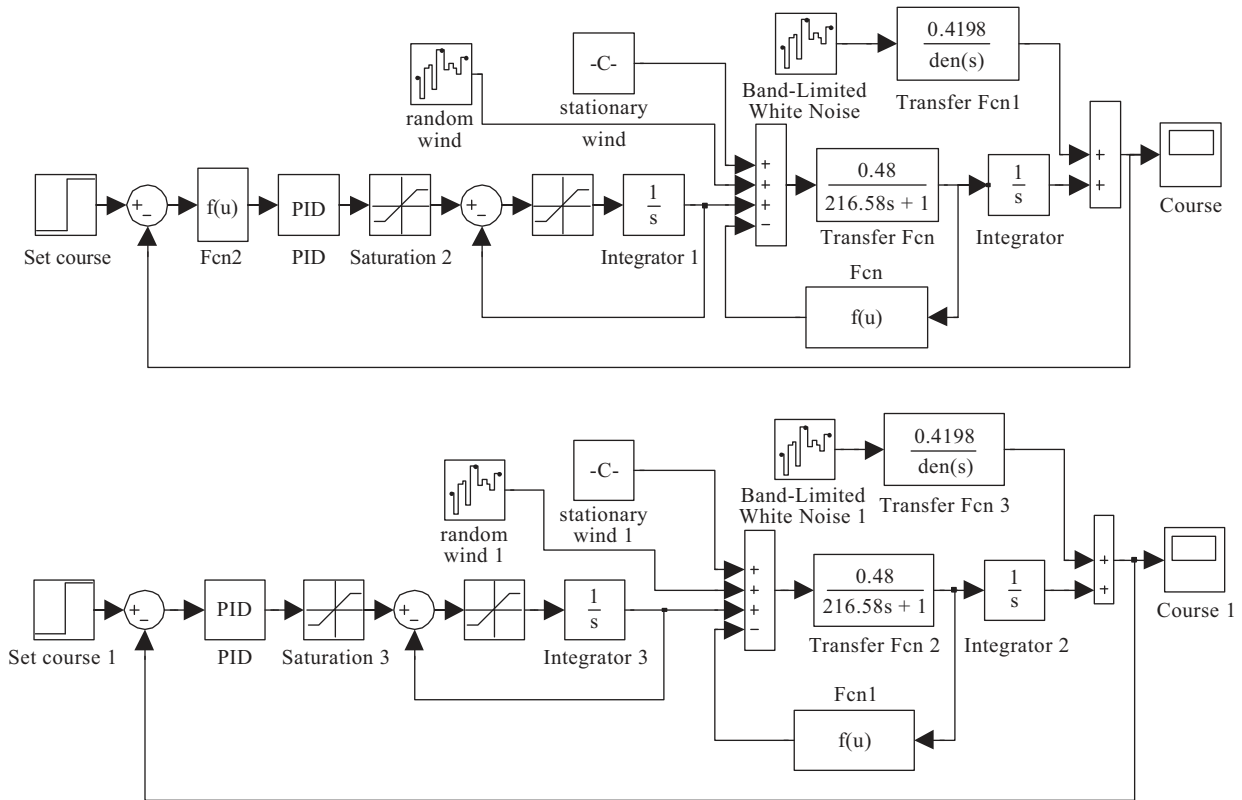 0.4198
den(s)
-C-
Band-Limited
White Noise
Transfer Fcn1
random
wind
stationary
wind
+
+
+
−
0.48
216.58s + 1
1
s
+
+
+
−
f(u)
PID
+
−
1
s
Course
Set course
Fcn2
PID
Saturation 2
Integrator 1
Transfer Fcn
Integrator
Fcn
f(u)
0.4198
den(s)
-C-
Band-Limited
White Noise 1
Transfer Fcn 3
random
wind 1
stationary
wind 1
+
+
+
−
0.48
216.58s + 1
1
s
+
+
+
−
PID
+
−
1
s
Course 1
Set course 1
PID
Saturation 3
Integrator 3
Transfer Fcn 2
Integrator 2
Fcn1
f(u)